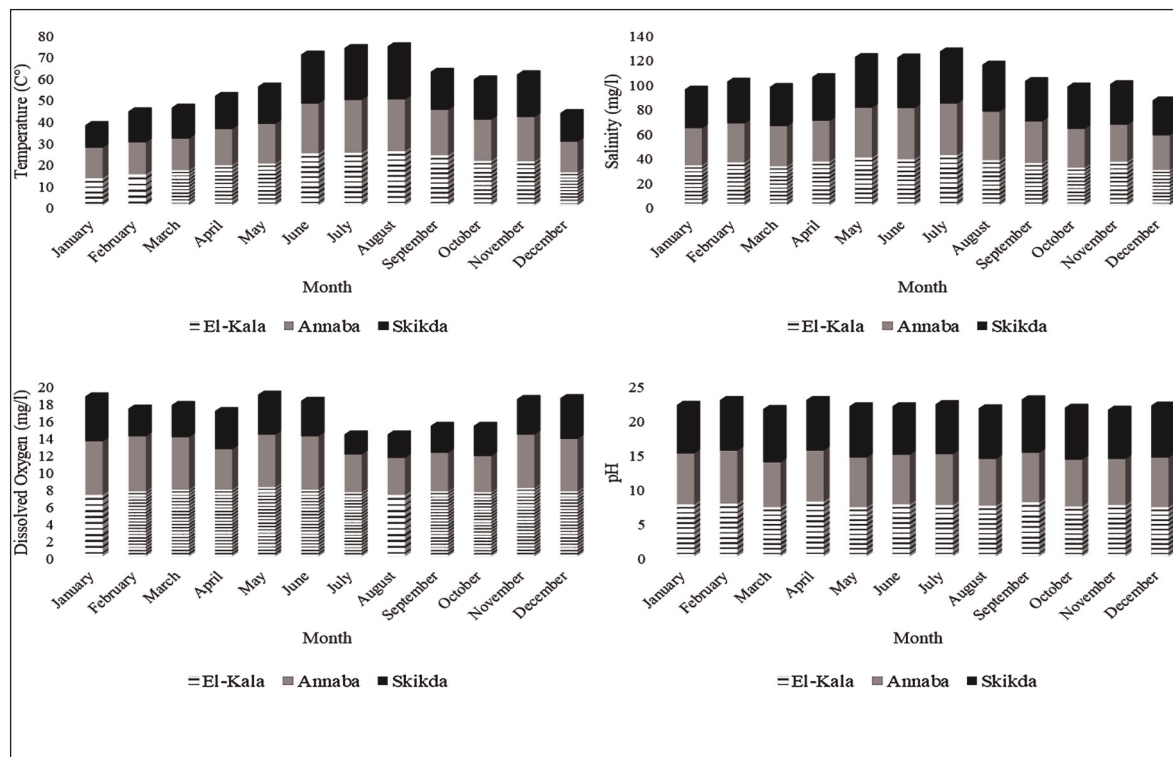 Temperature (C°)
80
70
60
50
40
30
20
10
0
January
February
March
April
May
June
July
August
September
October
November
December
Month
El-Kala Annaba Skikda
Salinity (mg/l)
140
120
100
80
60
40
20
0
January
February
March
April
May
June
July
August
September
October
November
December
Month
El-Kala Annaba Skikda
Dissolved Oxygen (mg/l)
20
18
16
14
12
10
8
6
4
2
0
January
February
March
April
May
June
July
August
September
October
November
December
Month
El-Kala Annaba Skikda
pH
25
20
15
10
5
0
January
February
March
April
May
June
July
August
September
October
November
December
Month
El-Kala Annaba Skikda